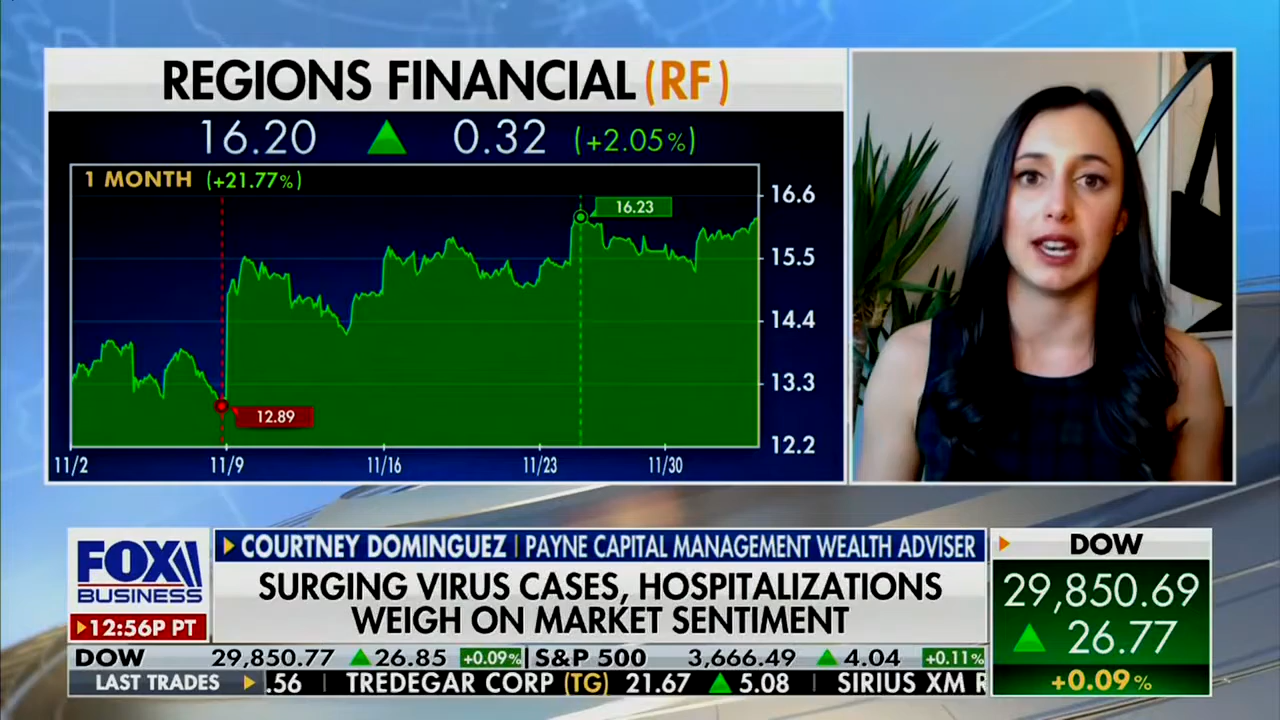 REGIONS FINANCIAL (RF)
16.20 ▲ 0.32 (+2.05%)
1 MONTH (+21.77%)
16.6
16.23
15.5
14.4
13.3
12.89
12.2
11/2 11/9 11/16 11/23 11/30
FOX BUSINESS
12:56P PT
COURTNEY DOMINGUEZ | PAYNE CAPITAL MANAGEMENT WEALTH ADVISER
SURGING VIRUS CASES, HOSPITALIZATIONS
WEIGH ON MARKET SENTIMENT
DOW
29,850.69
▲ 26.77
+0.09%
DOW 29,850.77 ▲ 26.85 +0.09% | S&P 500 3,666.49 ▲ 4.04 +0.11%
LAST TRADES .56 | TREDEGAR CORP (TG) 21.67 ▲ 5.08 | SIRIUS XM